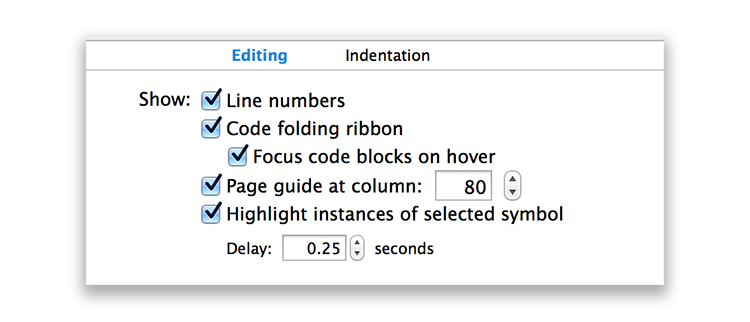 Editing Indentation
Show: Line numbers
Code folding ribbon
Focus code blocks on hover
Page guide at column: 80
Highlight instances of selected symbol
Delay: 0.25 seconds